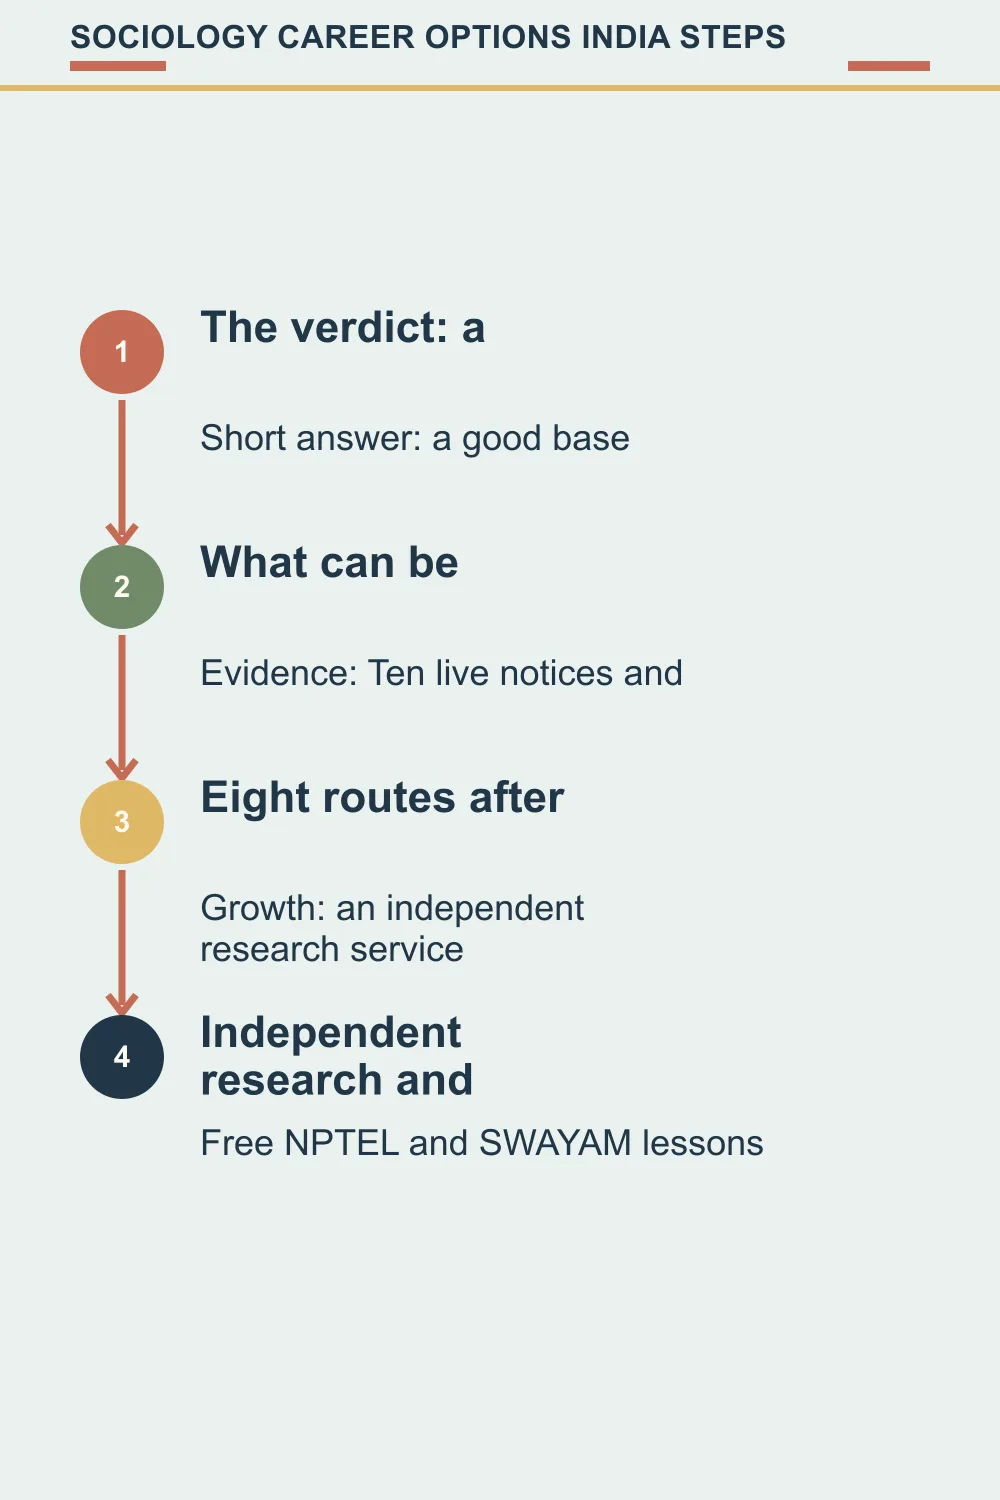 SOCIOLOGY CAREER OPTIONS INDIA STEPS
1
The verdict: a
Short answer: a good base
2
What can be
Evidence: Ten live notices and
3
Eight routes after
Growth: an independent
research service
4
Independent
research and
Free NPTEL and SWAYAM lessons